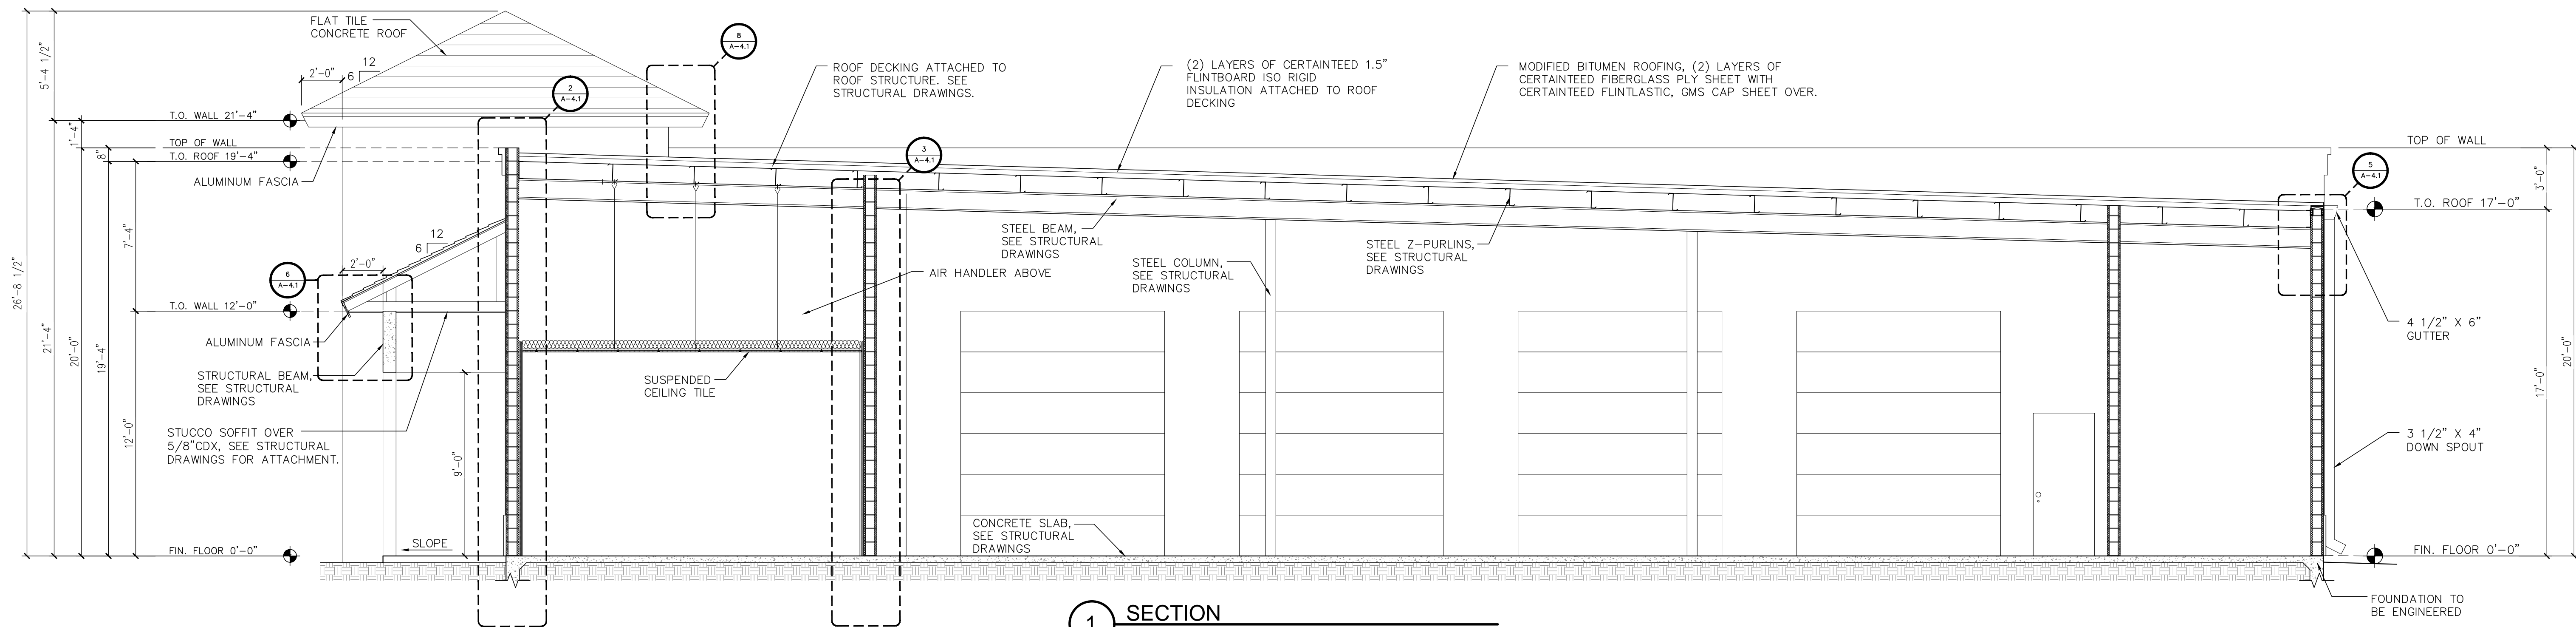 FLAT TILE
CONCRETE ROOF
2'-0"
12
6
5'-4 1/2"
T.O. WALL 21'-4"
1'-4"
TOP OF WALL
8"
T.O. ROOF 19'-4"
ALUMINUM FASCIA
26'-8 1/2"
21'-4"
20'-0"
19'-4"
7'-4"
12'-0"
12
6
2'-0"
6
A-4.1
T.O. WALL 12'-0"
ALUMINUM FASCIA
STRUCTURAL BEAM,
SEE STRUCTURAL
DRAWINGS
STUCCO SOFFIT OVER
5/8"CDX, SEE STRUCTURAL
DRAWINGS FOR ATTACHMENT.
9'-0"
SLOPE
FIN. FLOOR 0'-0"
2
A-4.1
8
A-4.1
ROOF DECKING ATTACHED TO
ROOF STRUCTURE. SEE
STRUCTURAL DRAWINGS.
3
A-4.1
(2) LAYERS OF CERTAINTEED 1.5"
FLINTBOARD ISO RIGID
INSULATION ATTACHED TO ROOF
DECKING
MODIFIED BITUMEN ROOFING, (2) LAYERS OF
CERTAINTEED FIBERGLASS PLY SHEET WITH
CERTAINTEED FLINTLASTIC, GMS CAP SHEET OVER.
STEEL BEAM,
SEE STRUCTURAL
DRAWINGS
AIR HANDLER ABOVE
STEEL COLUMN,
SEE STRUCTURAL
DRAWINGS
STEEL Z-PURLINS,
SEE STRUCTURAL
DRAWINGS
SUSPENDED
CEILING TILE
CONCRETE SLAB,
SEE STRUCTURAL
DRAWINGS
TOP OF WALL
5
A-4.1
3'-0"
T.O. ROOF 17'-0"
4 1/2" X 6"
GUTTER
3 1/2" X 4"
DOWN SPOUT
17'-0"
20'-0"
FIN. FLOOR 0'-0"
FOUNDATION TO
BE ENGINEERED
1
SECTION